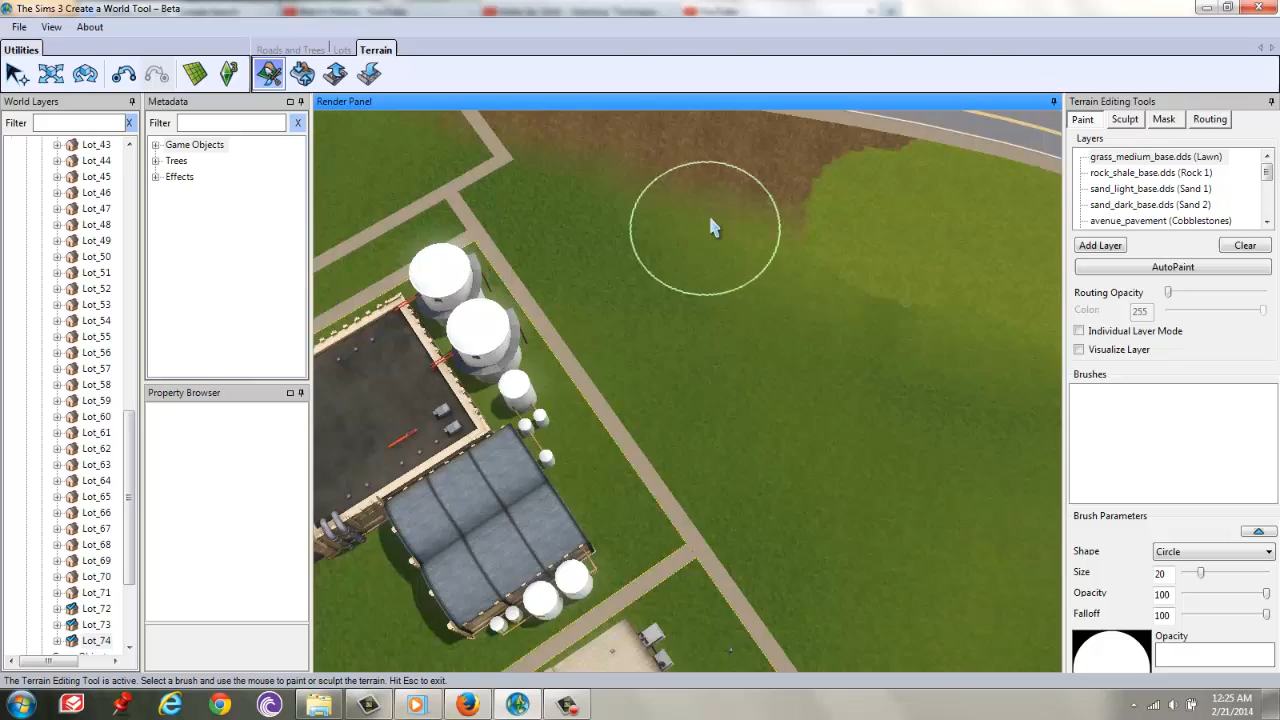 The Sims 3 Create a World Tool – Beta
File View About
Utilities Roads and Trees Lots Terrain
World Layers Metadata Render Panel Terrain Editing Tools
Filter X Filter X Paint Sculpt Mask Routing
Lot_43
Lot_44
Lot_45
Lot_46
Lot_47
Lot_48
Lot_49
Lot_50
Lot_51
Lot_52
Lot_53
Lot_54
Lot_55
Lot_56
Lot_57
Lot_58
Lot_59
Lot_60
Lot_61
Lot_62
Lot_63
Lot_64
Lot_65
Lot_66
Lot_67
Lot_68
Lot_69
Lot_70
Lot_71
Lot_72
Lot_73
Lot_74
Game Objects
Trees
Effects
Property Browser
Layers
grass_medium_base.dds (Lawn)
rock_shale_base.dds (Rock 1)
sand_light_base.dds (Sand 1)
sand_dark_base.dds (Sand 2)
avenue_pavement (Cobblestones)
Add Layer Clear
AutoPaint
Routing Opacity
Color: 255
Individual Layer Mode
Visualize Layer
Brushes
Brush Parameters
Shape Circle
Size 20
Opacity 100
Falloff 100
Opacity
The Terrain Editing Tool is active. Select a brush and use the mouse to paint or sculpt the terrain. Hit Esc to exit.
12:25 AM
2/21/2014